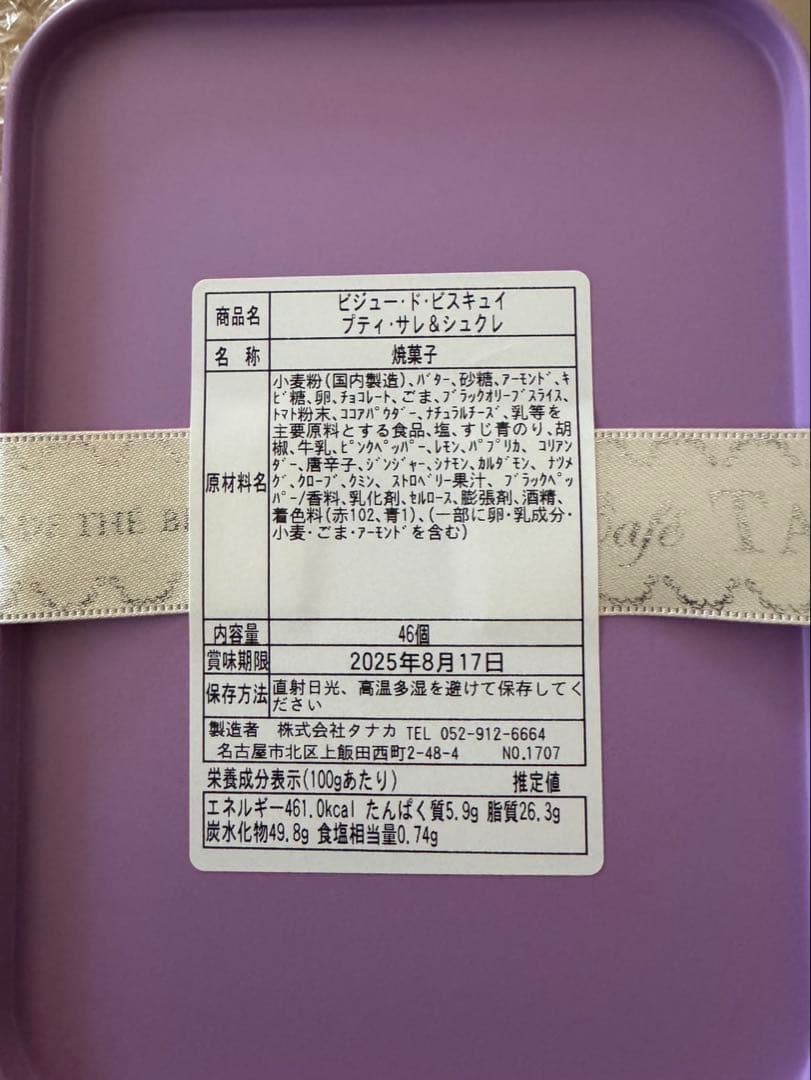 商品名
ビジュー・ド・ビスキュイ
プティ・サレ＆シュクレ
名 称
焼菓子
原材料名
小麦粉(国内製造)、ﾊﾞﾀｰ、砂糖、ｱｰﾓﾝﾄﾞ、ｷ
ﾋﾞ糖、卵、ﾁｮｺﾚｰﾄ、ごま、ﾌﾞﾗｯｸｵﾘｰﾌﾞｽﾗｲｽ、
ﾄﾏﾄ粉末、ｺｺｱﾊﾟｳﾀﾞｰ、ﾅﾁｭﾗﾙﾁｰｽﾞ、乳等を
主要原料とする食品、塩、すじ青のり、胡
椒、牛乳、ﾋﾟﾝｸﾍﾟｯﾊﾟｰ、ﾚﾓﾝ、ﾊﾟﾌﾟﾘｶ、ｺﾘｱﾝ
ﾀﾞｰ、唐辛子、ｼﾞﾝｼﾞｬｰ、ｼﾅﾓﾝ、ｶﾙﾀﾞﾓﾝ、ﾅﾂﾒ
ｸﾞ、ｸﾛｰﾌﾞ、ｸﾐﾝ、ｽﾄﾛﾍﾞﾘｰ果汁、ﾌﾞﾗｯｸﾍﾟｯ
ﾊﾟｰ/香料、乳化剤、ｾﾙﾛｰｽ、膨張剤、酒精、
着色料(赤102、青1)、(一部に卵・乳成分・
小麦・ごま・ｱｰﾓﾝﾄﾞを含む)
内容量
46個
賞味期限
2025年8月17日
保存方法
直射日光、高温多湿を避けて保存してく
ださい
製造者 株式会社タナカ TEL 052-912-6664
名古屋市北区上飯田西町2-48-4 NO.1707
栄養成分表示(100gあたり) 推定値
エネルギー461.0kcal たんぱく質5.9g 脂質26.3g
炭水化物49.8g 食塩相当量0.74g
THE
Café TA